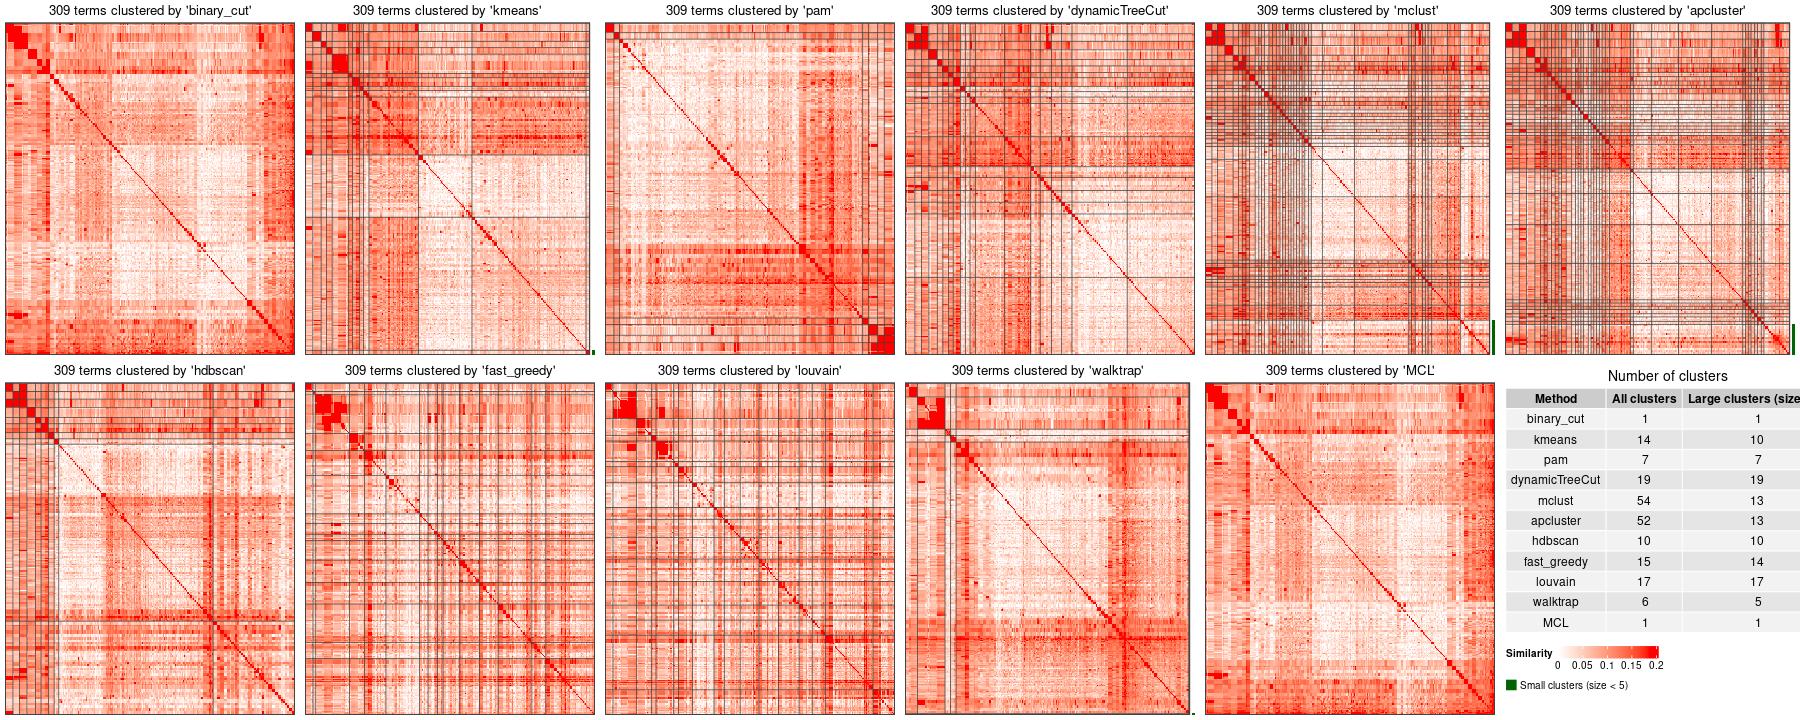 309 terms clustered by 'binary_cut'
309 terms clustered by 'kmeans'
309 terms clustered by 'pam'
309 terms clustered by 'dynamicTreeCut'
309 terms clustered by 'mclust'
309 terms clustered by 'apcluster'
309 terms clustered by 'hdbscan'
309 terms clustered by 'fast_greedy'
309 terms clustered by 'louvain'
309 terms clustered by 'walktrap'
309 terms clustered by 'MCL'
Number of clusters
Method All clusters Large clusters (size
binary_cut 1 1
kmeans 14 10
pam 7 7
dynamicTreeCut 19 19
mclust 54 13
apcluster 52 13
hdbscan 10 10
fast_greedy 15 14
louvain 17 17
walktrap 6 5
MCL 1 1
Similarity
0 0.05 0.1 0.15 0.2
Small clusters (size < 5)